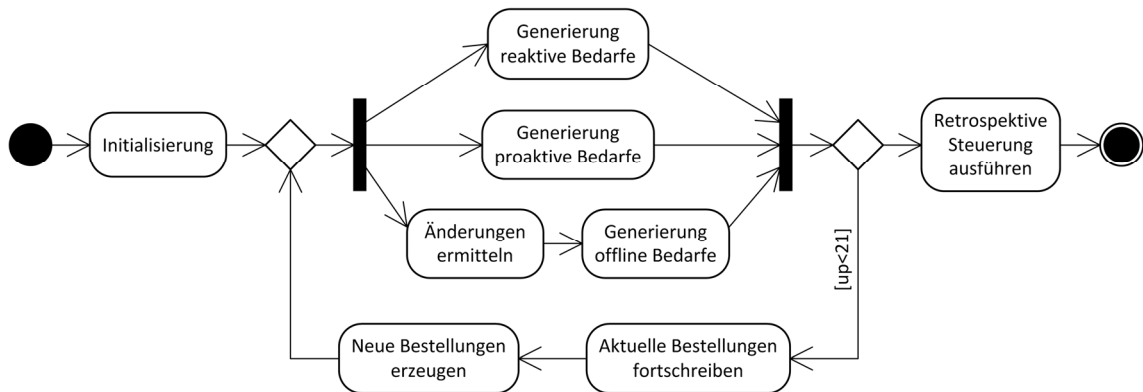 Generierung
reaktive Bedarfe
Initialisierung
Generierung
proaktive Bedarfe
Retrospektive
Steuerung
ausführen
Änderungen
ermitteln
Generierung
offline Bedarfe
[up<21]
Neue Bestellungen
erzeugen
Aktuelle Bestellungen
fortschreiben